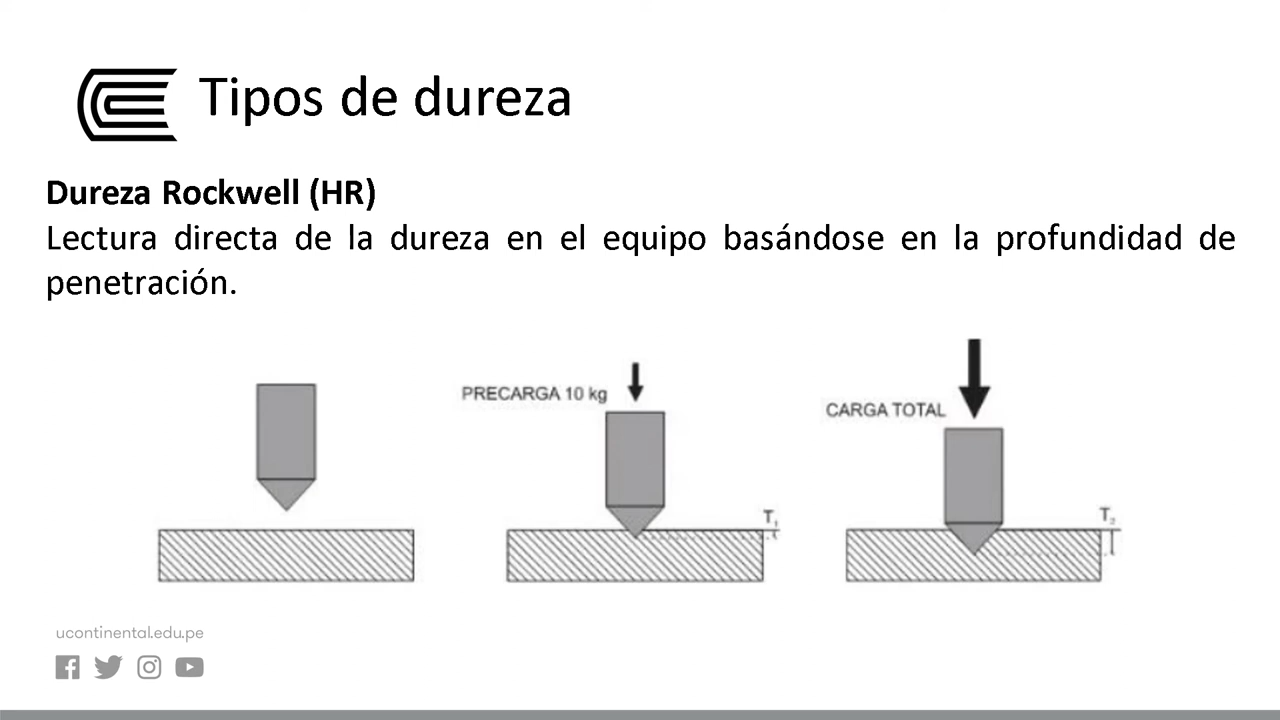 Tipos de dureza
Dureza Rockwell (HR)
Lectura directa de la dureza en el equipo basándose en la profundidad de
penetración.
PRECARGA 10 kg
CARGA TOTAL
T₁
T₂
ucontinental.edu.pe